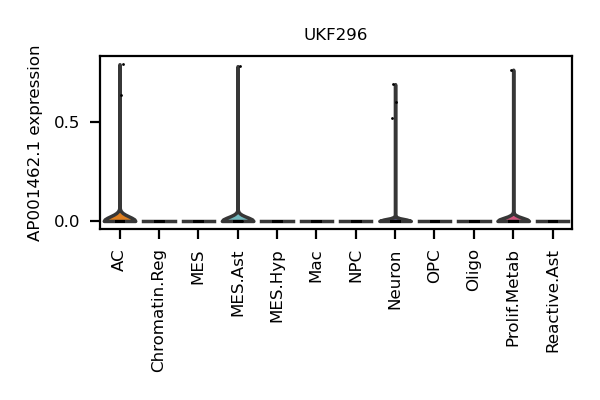 UKF296
AP001462.1 expression
0.5
0.0
AC
Chromatin.Reg
MES
MES.Ast
MES.Hyp
Mac
NPC
Neuron
OPC
Oligo
Prolif.Metab
Reactive.Ast